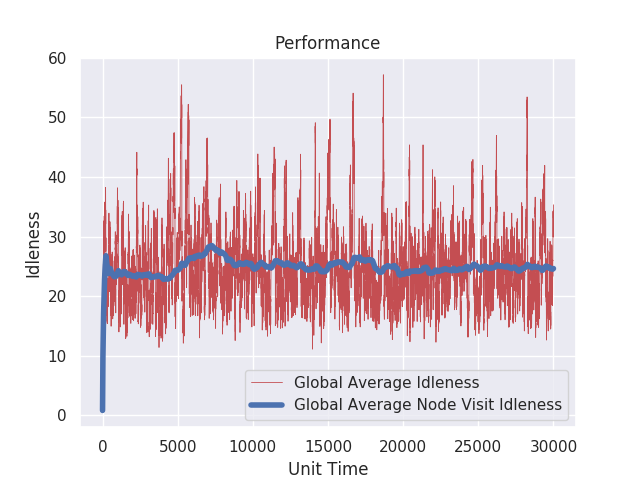 Performance
60
50
40
30
20
10
0
Idleness
Global Average Idleness
Global Average Node Visit Idleness
0 5000 10000 15000 20000 25000 30000
Unit Time